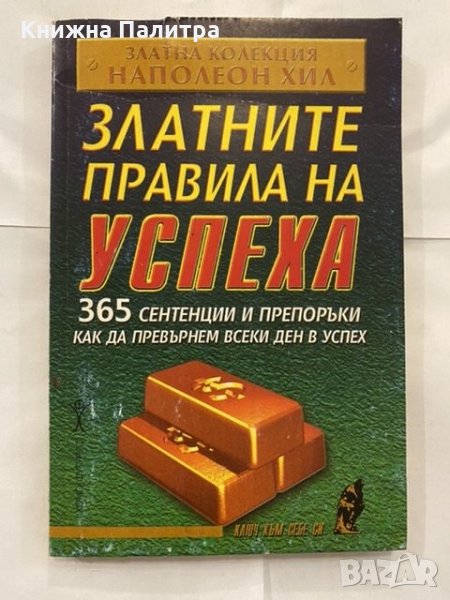 Книжна Палитра
ЗЛАТНА КОЛЕКЦИЯ
НАПОЛЕОН ХИЛ
ЗЛАТНИТЕ
ПРАВИЛА НА
УСПЕХА
365 СЕНТЕНЦИИ И ПРЕПОРЪКИ
КАК ДА ПРЕВЪРНЕМ ВСЕКИ ДЕН В УСПЕХ
КЛЮЧ КЪМ СЕБЕ СИ
BAZAR